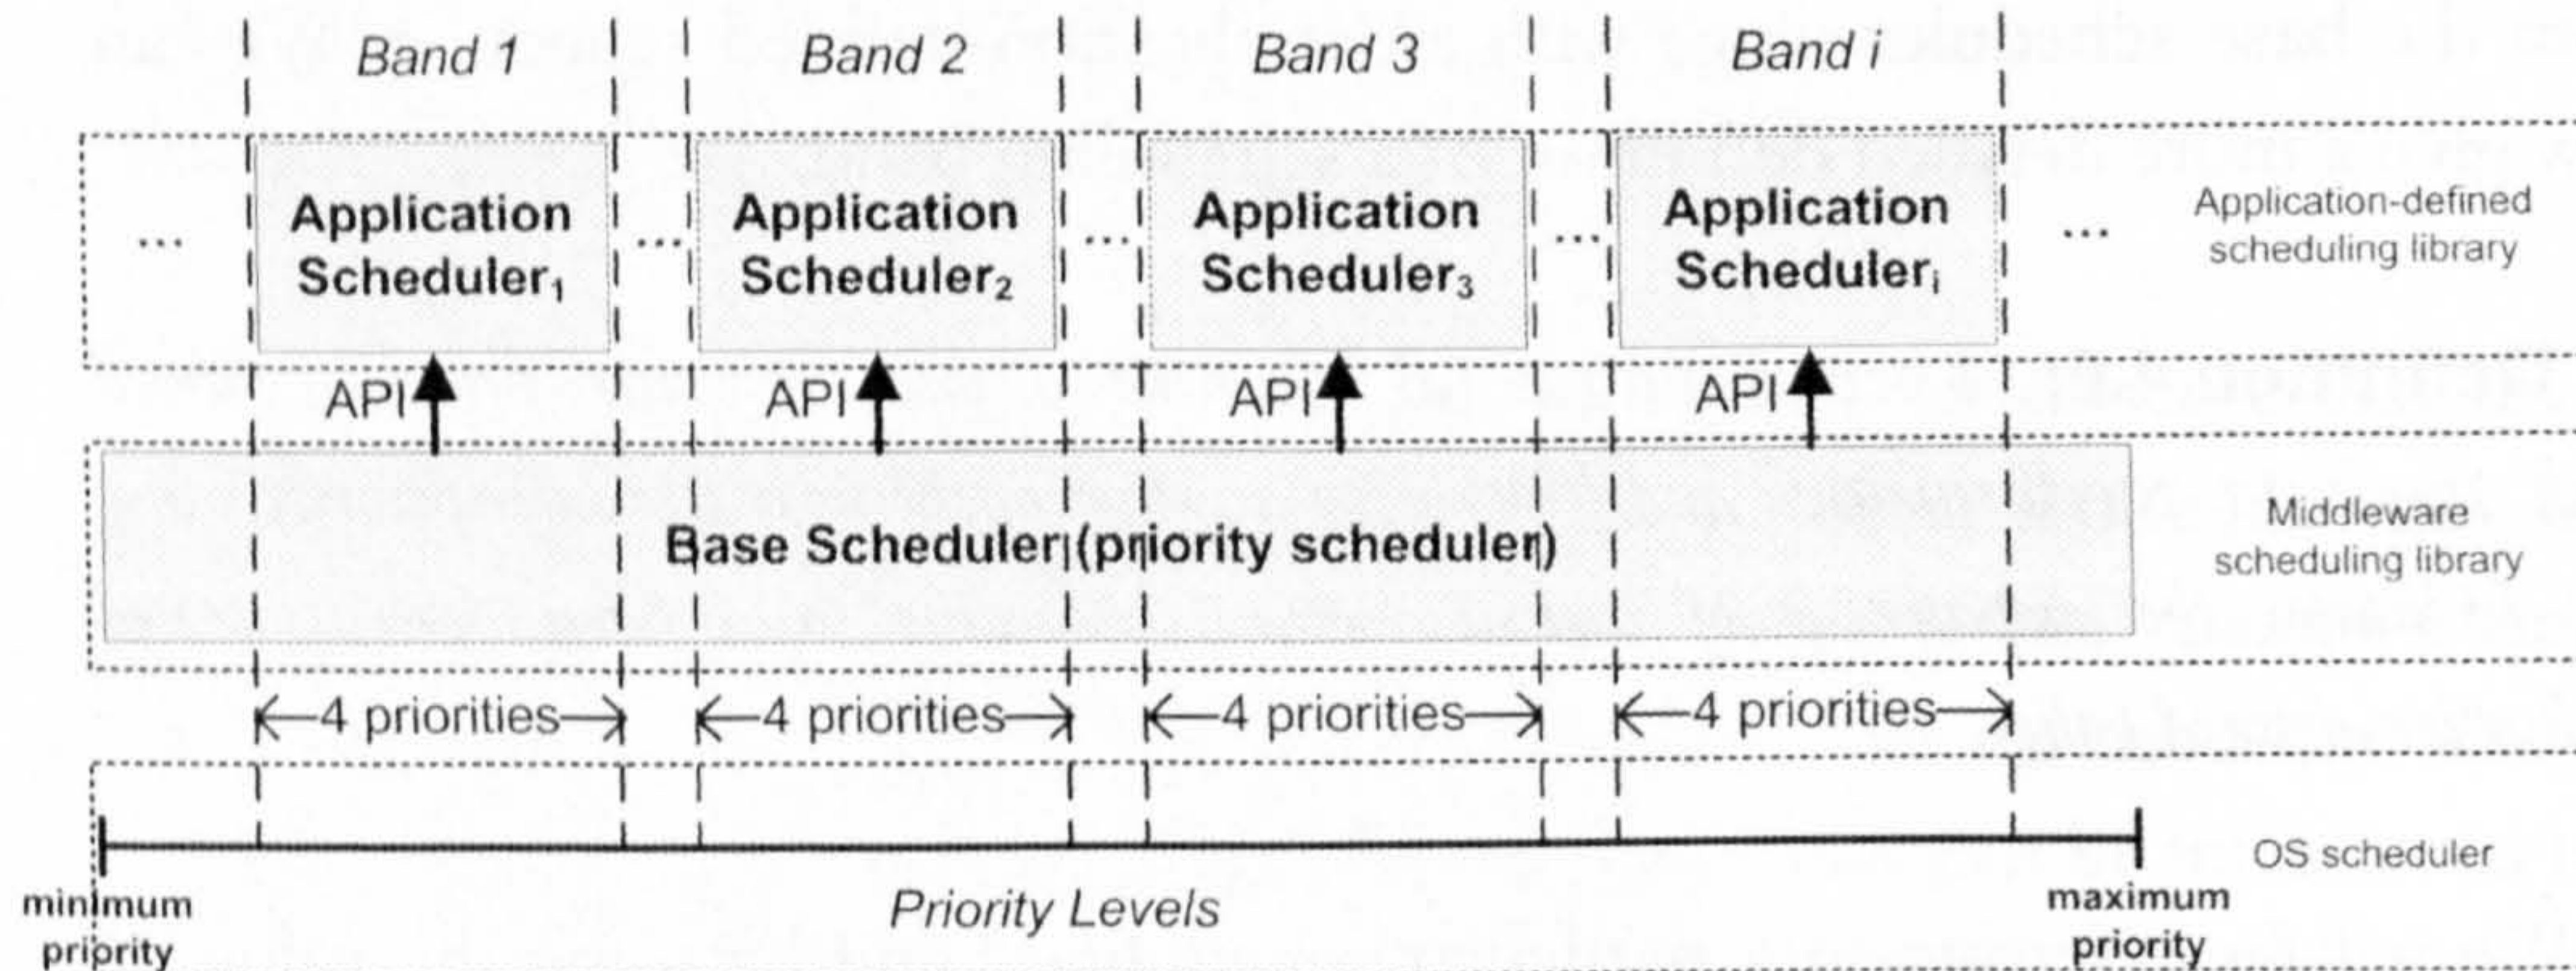 Band 1
Band 2
Band 3
Band i
...
Application
Scheduler₁
...
Application
Scheduler₂
...
Application
Scheduler₃
...
Application
Schedulerᵢ
...
Application-defined
scheduling library
API
API
API
API
Base Scheduler (priority scheduler)
Middleware
scheduling library
4 priorities
4 priorities
4 priorities
4 priorities
OS scheduler
minimum
priority
Priority Levels
maximum
priority